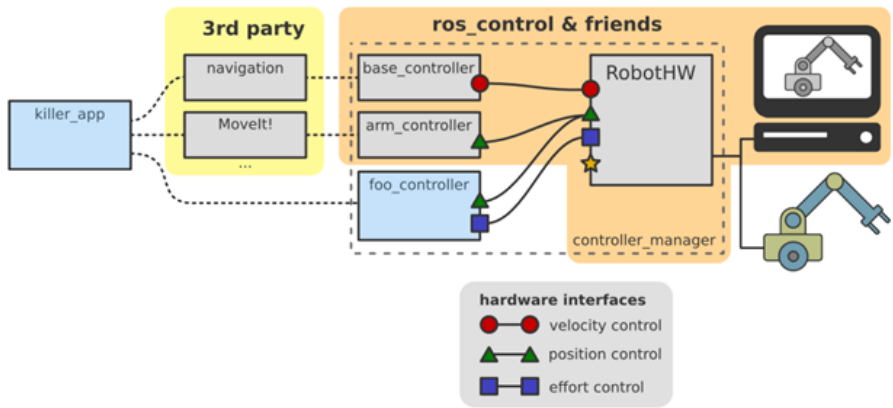 3rd party
ros_control & friends
killer_app
navigation
MoveIt!
...
base_controller
arm_controller
foo_controller
RobotHW
controller_manager
hardware interfaces
velocity control
position control
effort control